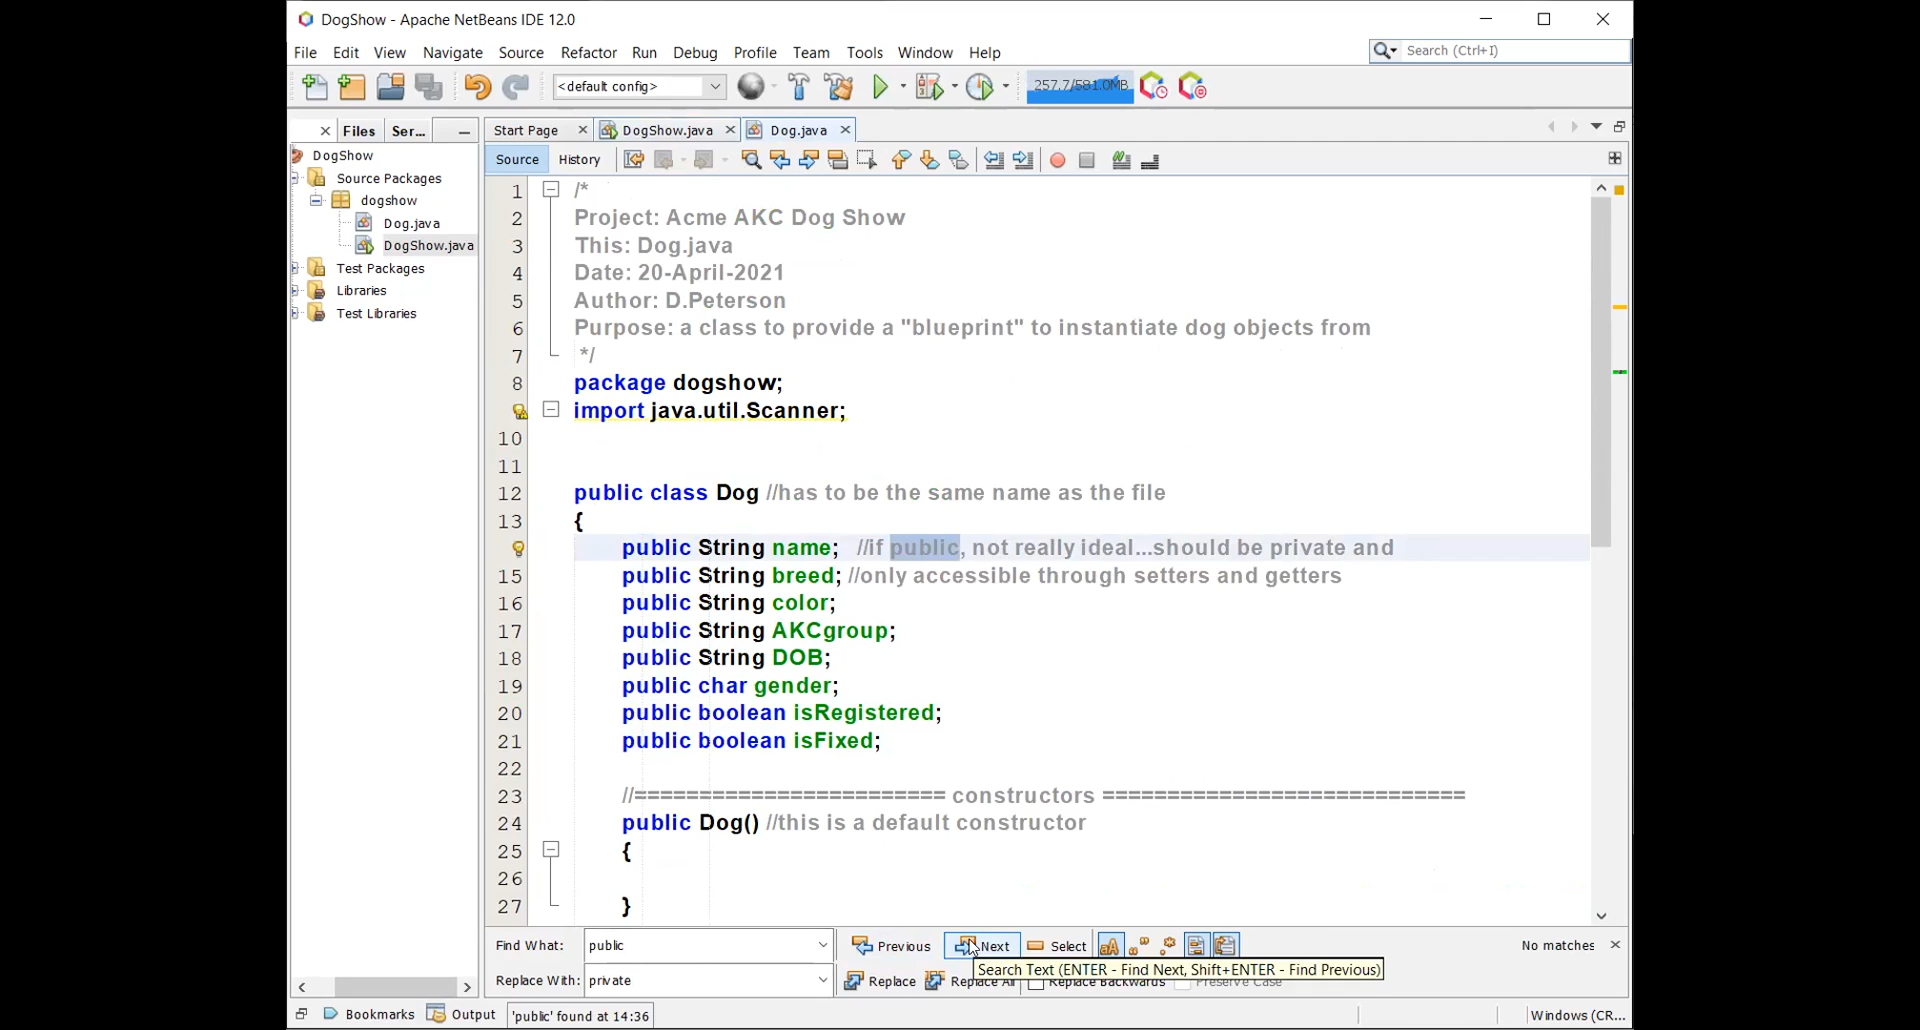 DogShow - Apache NetBeans IDE 12.0
File Edit View Navigate Source Refactor Run Debug Profile Team Tools Window Help
Search (Ctrl+I)
<default config>
257.7/581.0MB
Files Ser...
Start Page DogShow.java Dog.java
Source History
DogShow
Source Packages
dogshow
Dog.java
DogShow.java
Test Packages
Libraries
Test Libraries
1 /*
2 Project: Acme AKC Dog Show
3 This: Dog.java
4 Date: 20-April-2021
5 Author: D.Peterson
6 Purpose: a class to provide a "blueprint" to instantiate dog objects from
7 */
8 package dogshow;
import java.util.Scanner;
10
11
12 public class Dog //has to be the same name as the file
13 {
public String name; //if public, not really ideal...should be private and
15 public String breed; //only accessible through setters and getters
16 public String color;
17 public String AKCgroup;
18 public String DOB;
19 public char gender;
20 public boolean isRegistered;
21 public boolean isFixed;
22
23 //======================== constructors ============================
24 public Dog() //this is a default constructor
25 {
26
27 }
Find What: public Previous Next Select No matches
Search Text (ENTER - Find Next, Shift+ENTER - Find Previous)
Replace With: private Replace Replace All Replace Backwards Preserve Case
Bookmarks Output 'public' found at 14:36 Windows (CR...